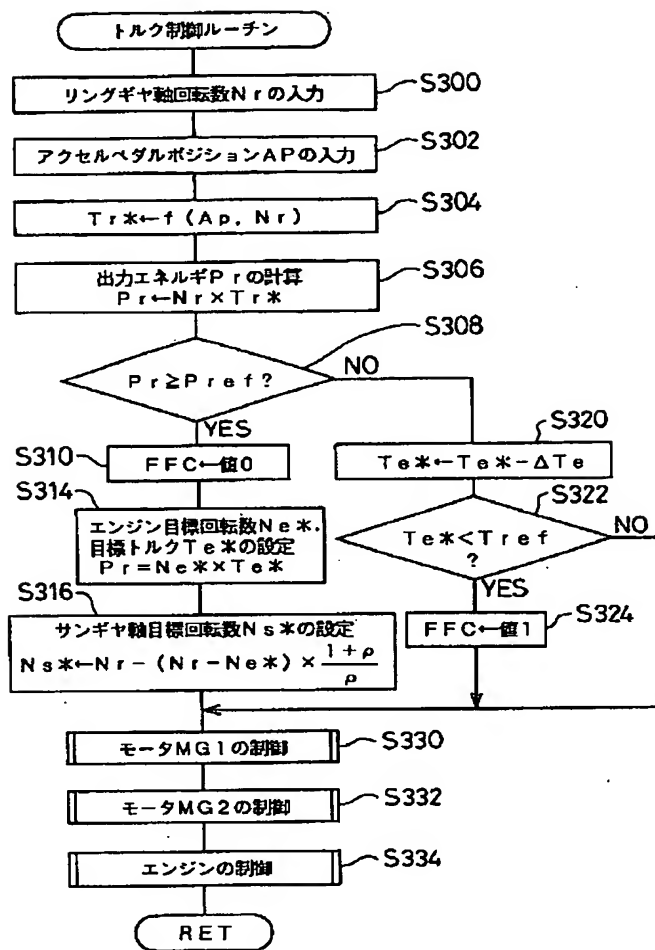 トルク制御ルーチン
リングギヤ軸回転数Nrの入力
S300
アクセルペダルポジションAPの入力
S302
Tr*←f(Ap, Nr)
S304
出力エネルギPrの計算
Pr←Nr×Tr*
S306
Pr≧Pref?
S308
NO
YES
S310
FFC←値0
S314
エンジン目標回転数Ne*,
目標トルクTe*の設定
Pr=Ne*×Te*
S316
サンギヤ軸目標回転数Ns*の設定
Ns*←Nr-(Nr-Ne*)×(1+ρ)/ρ
S320
Te*←Te*-ΔTe
S322
Te*<Tref
?
NO
YES
S324
FFC←値1
モータMG1の制御
S330
モータMG2の制御
S332
エンジンの制御
S334
RET